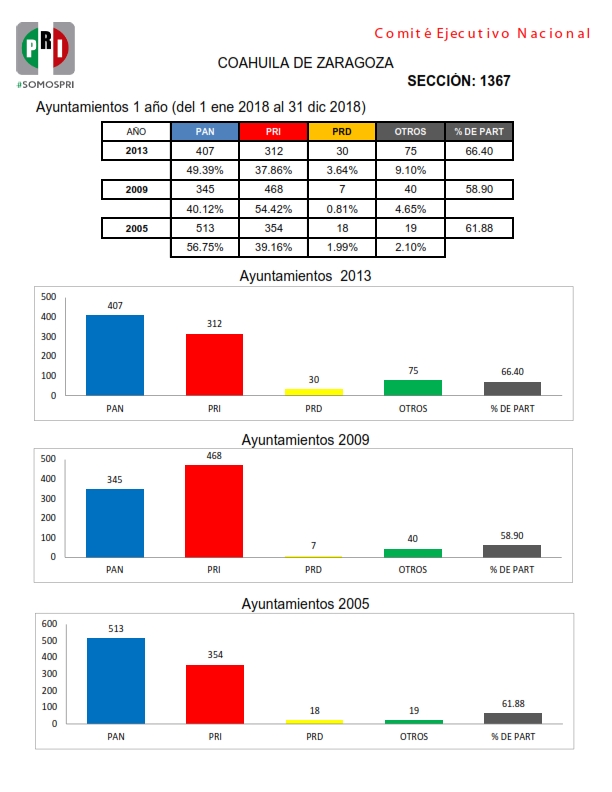 Comité Ejecutivo Nacional
PRI
#SOMOSPRI
COAHUILA DE ZARAGOZA
SECCIÓN: 1367
Ayuntamientos 1 año (del 1 ene 2018 al 31 dic 2018)
AÑO PAN PRI PRD OTROS % DE PART
2013 407 312 30 75 66.40
49.39% 37.86% 3.64% 9.10%
2009 345 468 7 40 58.90
40.12% 54.42% 0.81% 4.65%
2005 513 354 18 19 61.88
56.75% 39.16% 1.99% 2.10%
Ayuntamientos 2013
500
400
300
200
100
0
407 312 30 75 66.40
PAN PRI PRD OTROS % DE PART
Ayuntamientos 2009
500
400
300
200
100
0
345 468 7 40 58.90
PAN PRI PRD OTROS % DE PART
Ayuntamientos 2005
600
500
400
300
200
100
0
513 354 18 19 61.88
PAN PRI PRD OTROS % DE PART